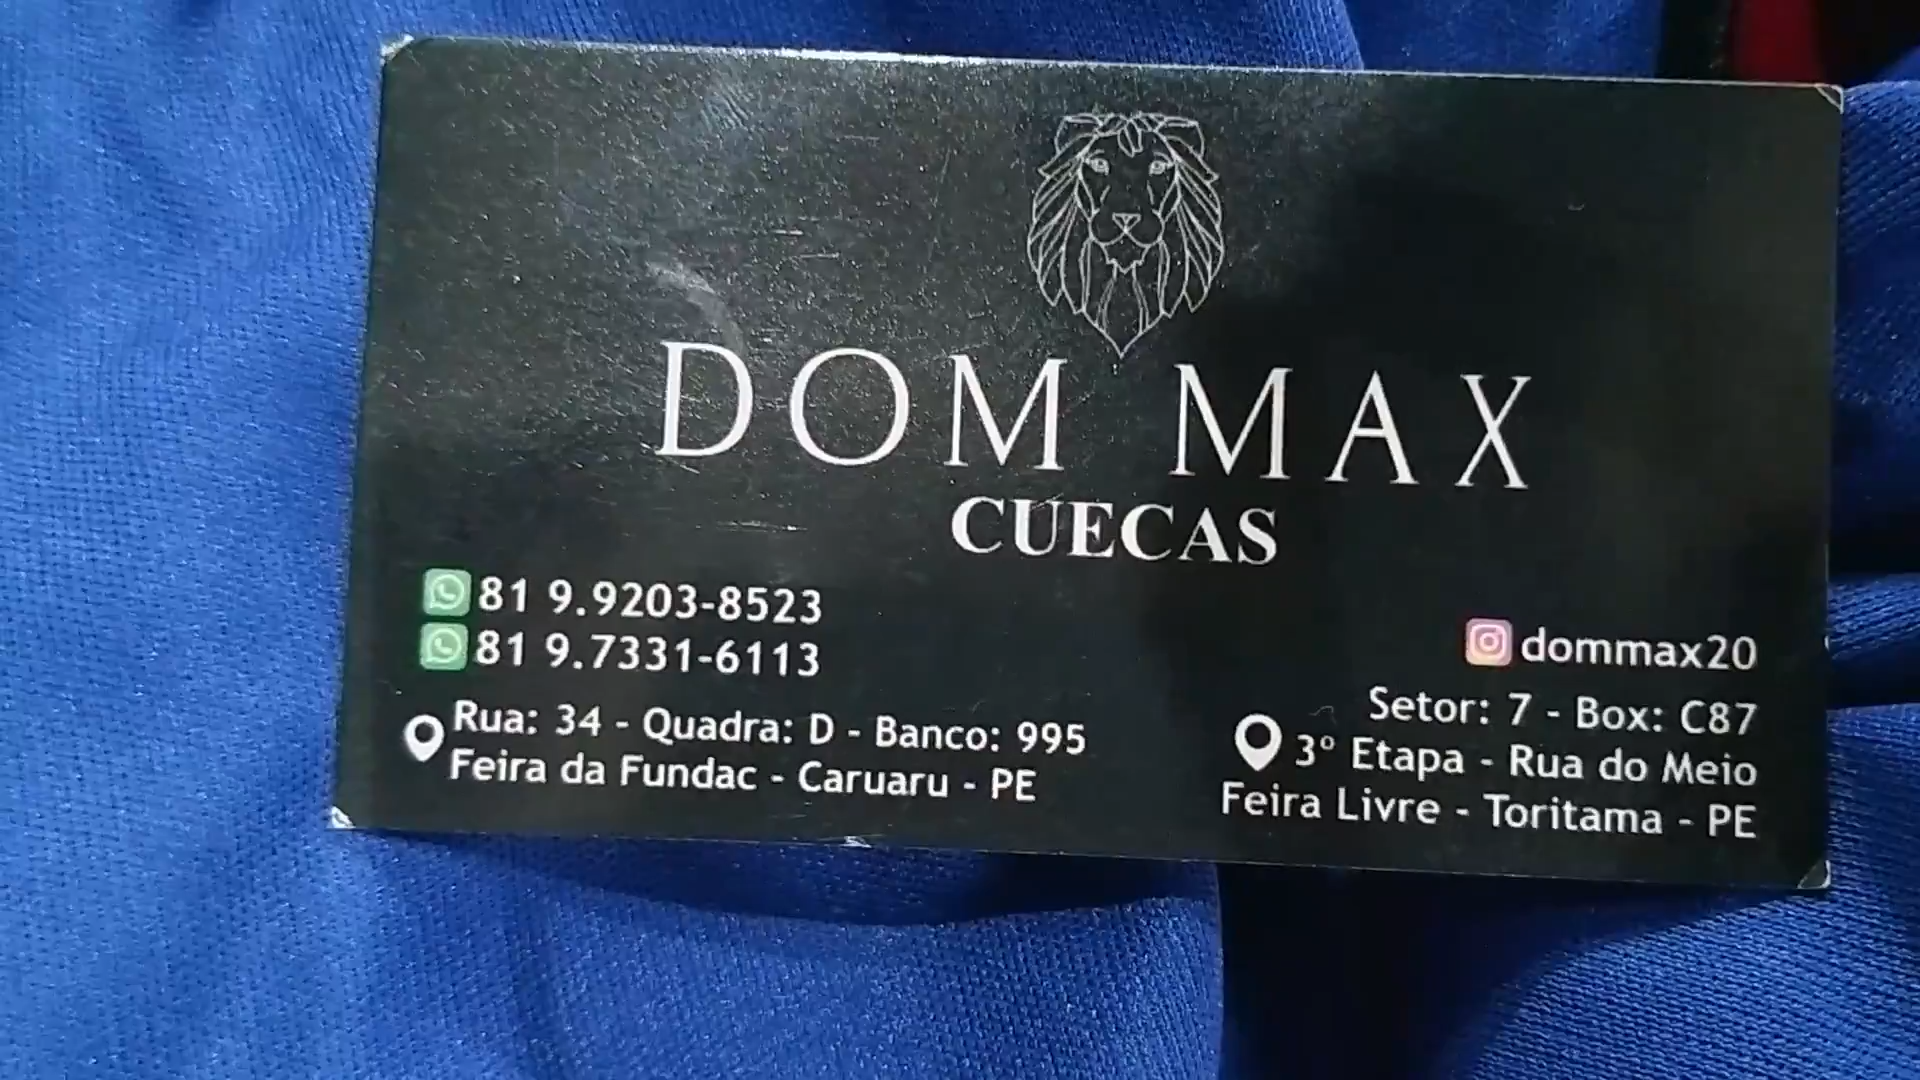 DOM MAX
CUECAS
81 9.9203-8523
81 9.7331-6113
Rua: 34 - Quadra: D - Banco: 995
Feira da Fundac - Caruaru - PE
dommax20
Setor: 7 - Box: C87
3º Etapa - Rua do Meio
Feira Livre - Toritama - PE